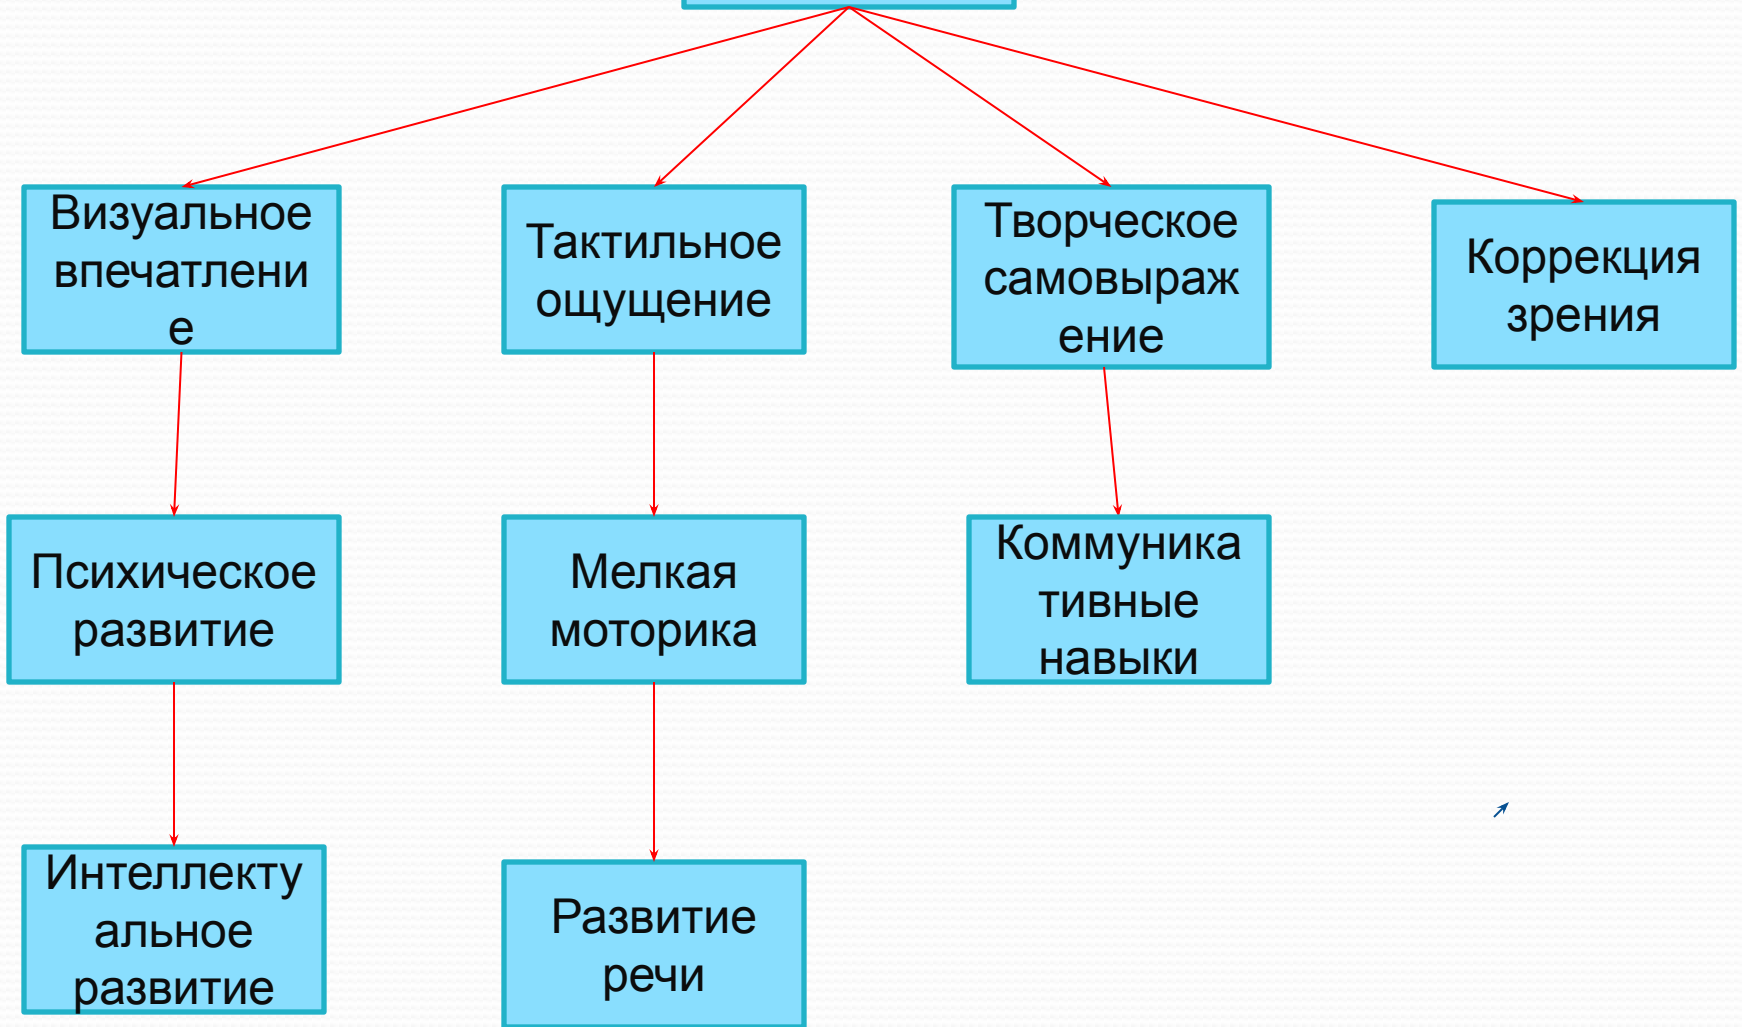 Визуальное
впечатлени
е
Тактильное
ощущение
Творческое
самовыраж
ение
Коррекция
зрения
Психическое
развитие
Мелкая
моторика
Коммуника
тивные
навыки
Интеллекту
альное
развитие
Развитие
речи